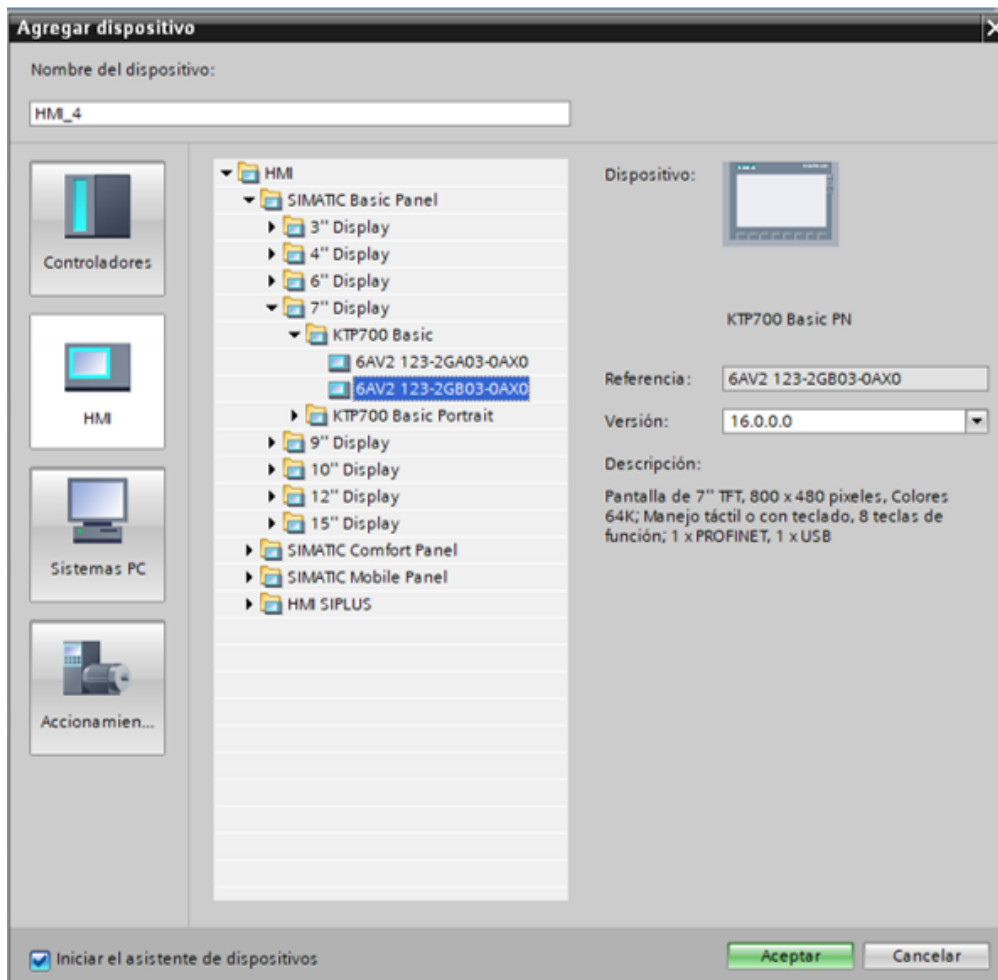 Agregar dispositivo
Nombre del dispositivo:
HMI_4
Controladores
HMI
Sistemas PC
Accionamien...
HMI
SIMATIC Basic Panel
3'' Display
4'' Display
6'' Display
7'' Display
KTP700 Basic
6AV2 123-2GA03-0AX0
6AV2 123-2GB03-0AX0
KTP700 Basic Portrait
9'' Display
10'' Display
12'' Display
15'' Display
SIMATIC Comfort Panel
SIMATIC Mobile Panel
HMI SIPLUS
Dispositivo:
KTP700 Basic PN
Referencia: 6AV2 123-2GB03-0AX0
Versión: 16.0.0.0
Descripción:
Pantalla de 7'' TFT, 800 x 480 pixeles, Colores
64K; Manejo táctil o con teclado, 8 teclas de
función; 1 x PROFINET, 1 x USB
Iniciar el asistente de dispositivos
Aceptar Cancelar